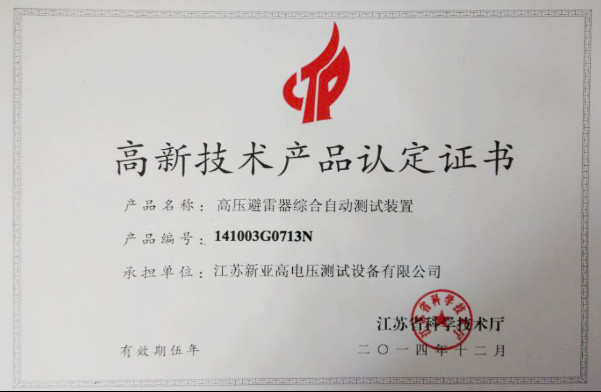 高新技术产品认定证书
产品名称：高压避雷器综合自动测试装置
产品编号：141003G0713N
承担单位：江苏新亚高电压测试设备有限公司
江苏省科学技术厅
有效期伍年
二〇一四年十二月